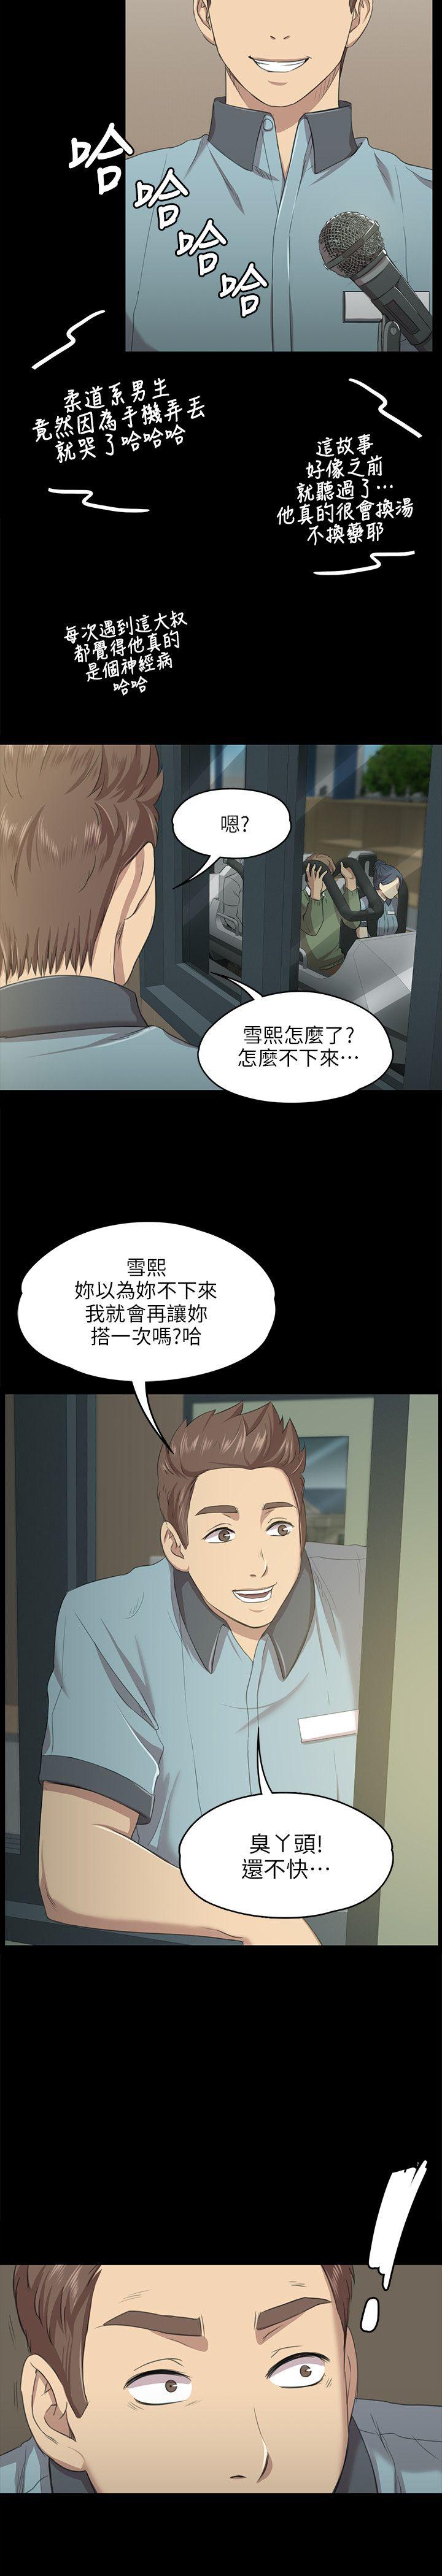 哈
哈
哈
哈
柔道系男生
竟然因為手機弄丟
就哭了哈哈哈
這故事
好像之前
就聽過了…
他真的很會換湯
不換藥耶
每次遇到這大叔
都覺得他真的
是個神經病
哈哈
嗯?
雪熙怎麼了?
怎麼不下來…
雪熙
妳以為妳不下來
我就會再讓妳
搭一次嗎?哈
臭丫頭!
還不快…
!